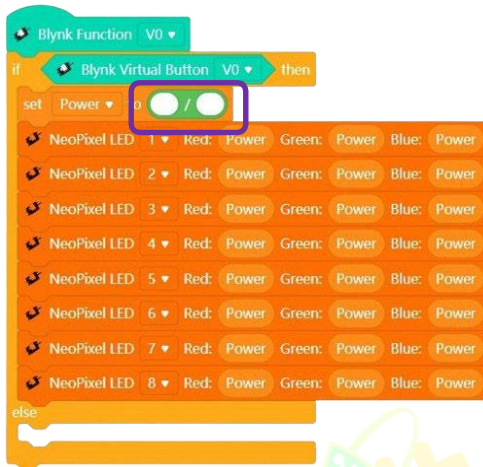 Blynk Function V0
if Blynk Virtual Button V0 then
set Power to /
NeoPixel LED 1 Red: Power Green: Power Blue: Power
NeoPixel LED 2 Red: Power Green: Power Blue: Power
NeoPixel LED 3 Red: Power Green: Power Blue: Power
NeoPixel LED 4 Red: Power Green: Power Blue: Power
NeoPixel LED 5 Red: Power Green: Power Blue: Power
NeoPixel LED 6 Red: Power Green: Power Blue: Power
NeoPixel LED 7 Red: Power Green: Power Blue: Power
NeoPixel LED 8 Red: Power Green: Power Blue: Power
else